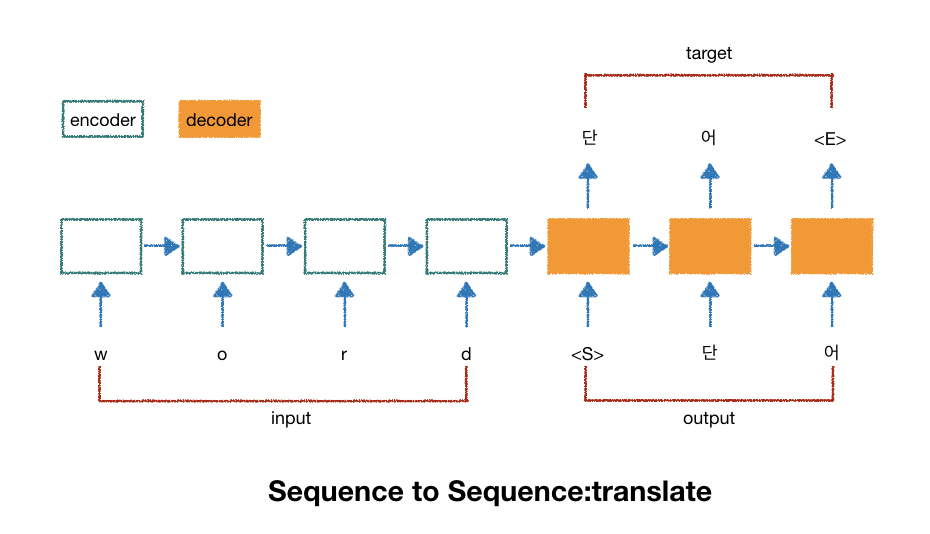 target
encoder decoder
단 어 <E>
w o r d <S> 단 어
input output
Sequence to Sequence:translate